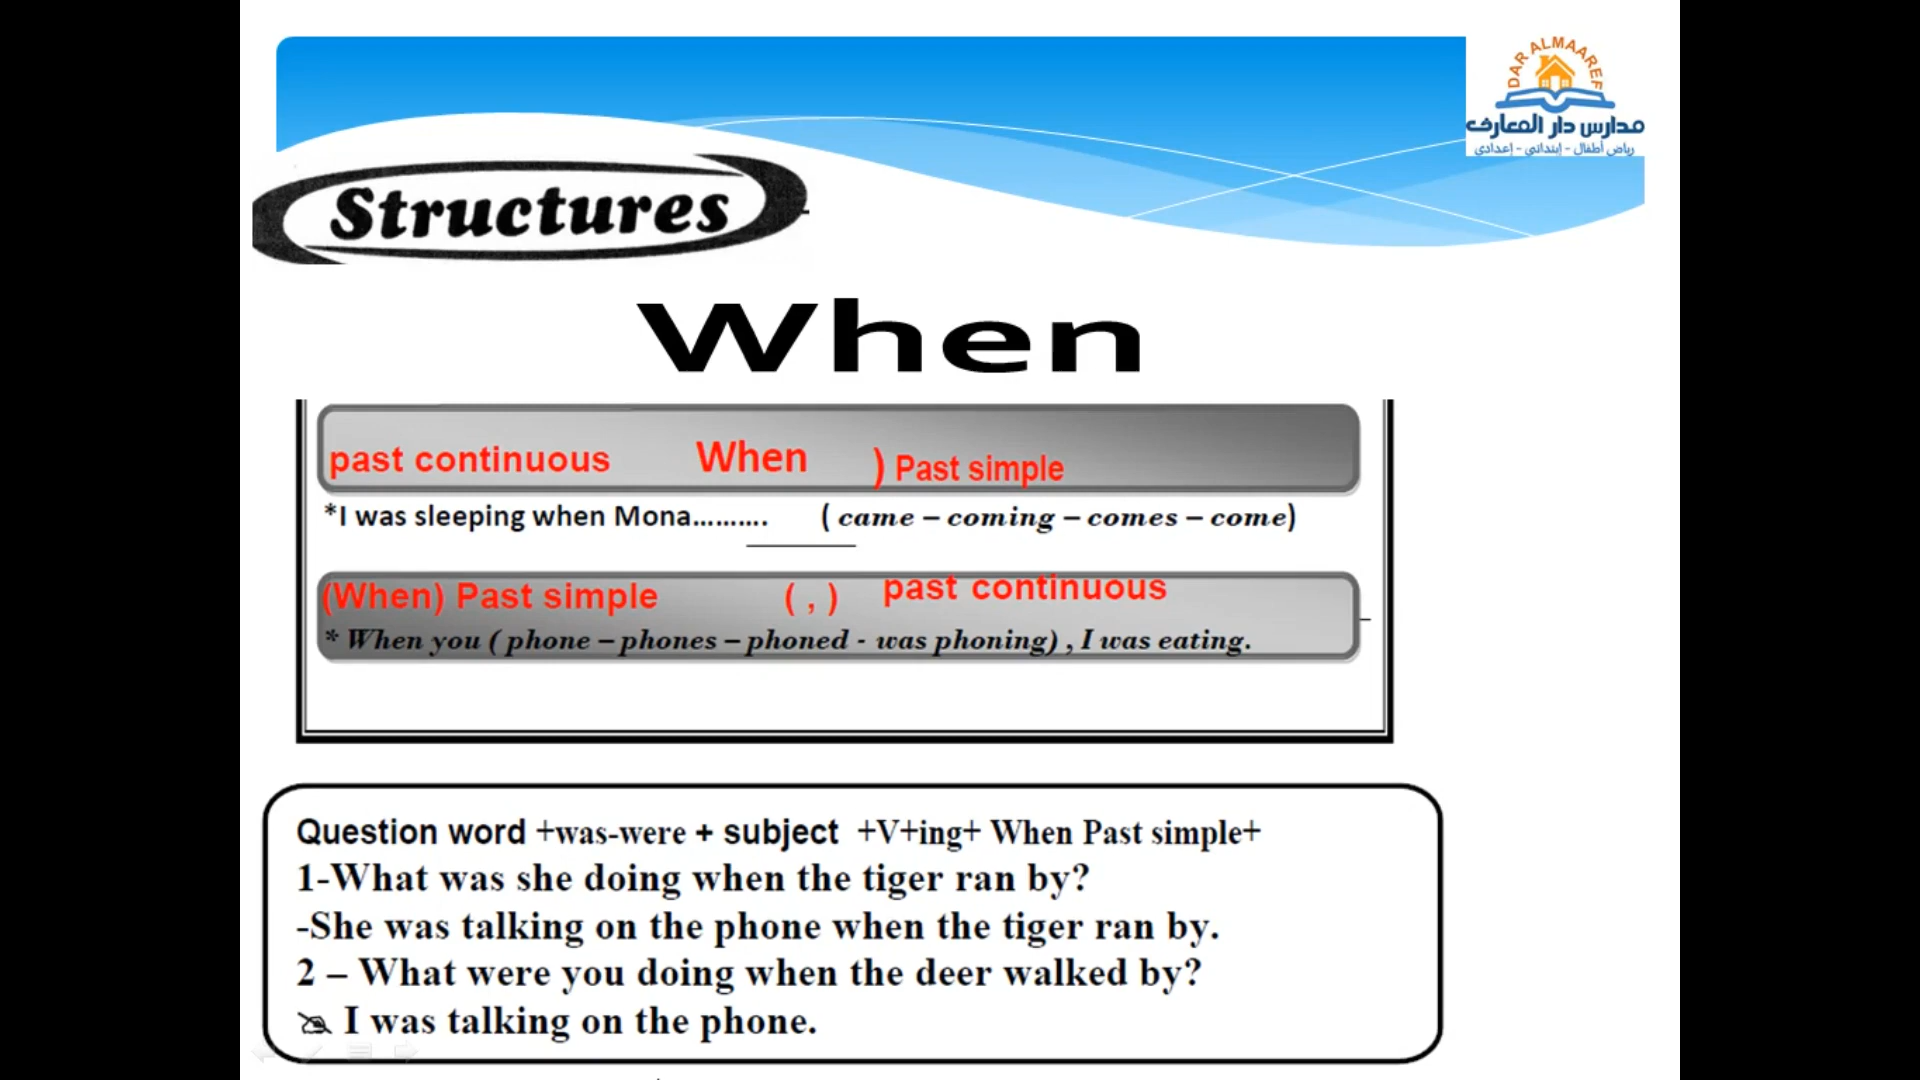 DAR ALMAAREF
مدارس دار المعارف
رياض أطفال - إبتدائي - إعدادي
Structures
When
past continuous When ) Past simple
*I was sleeping when Mona………. ( came – coming – comes – come)
(When) Past simple ( , ) past continuous
* When you ( phone – phones – phoned - was phoning) , I was eating.
Question word +was-were + subject +V+ing+ When Past simple+
1-What was she doing when the tiger ran by?
-She was talking on the phone when the tiger ran by.
2 – What were you doing when the deer walked by?
I was talking on the phone.